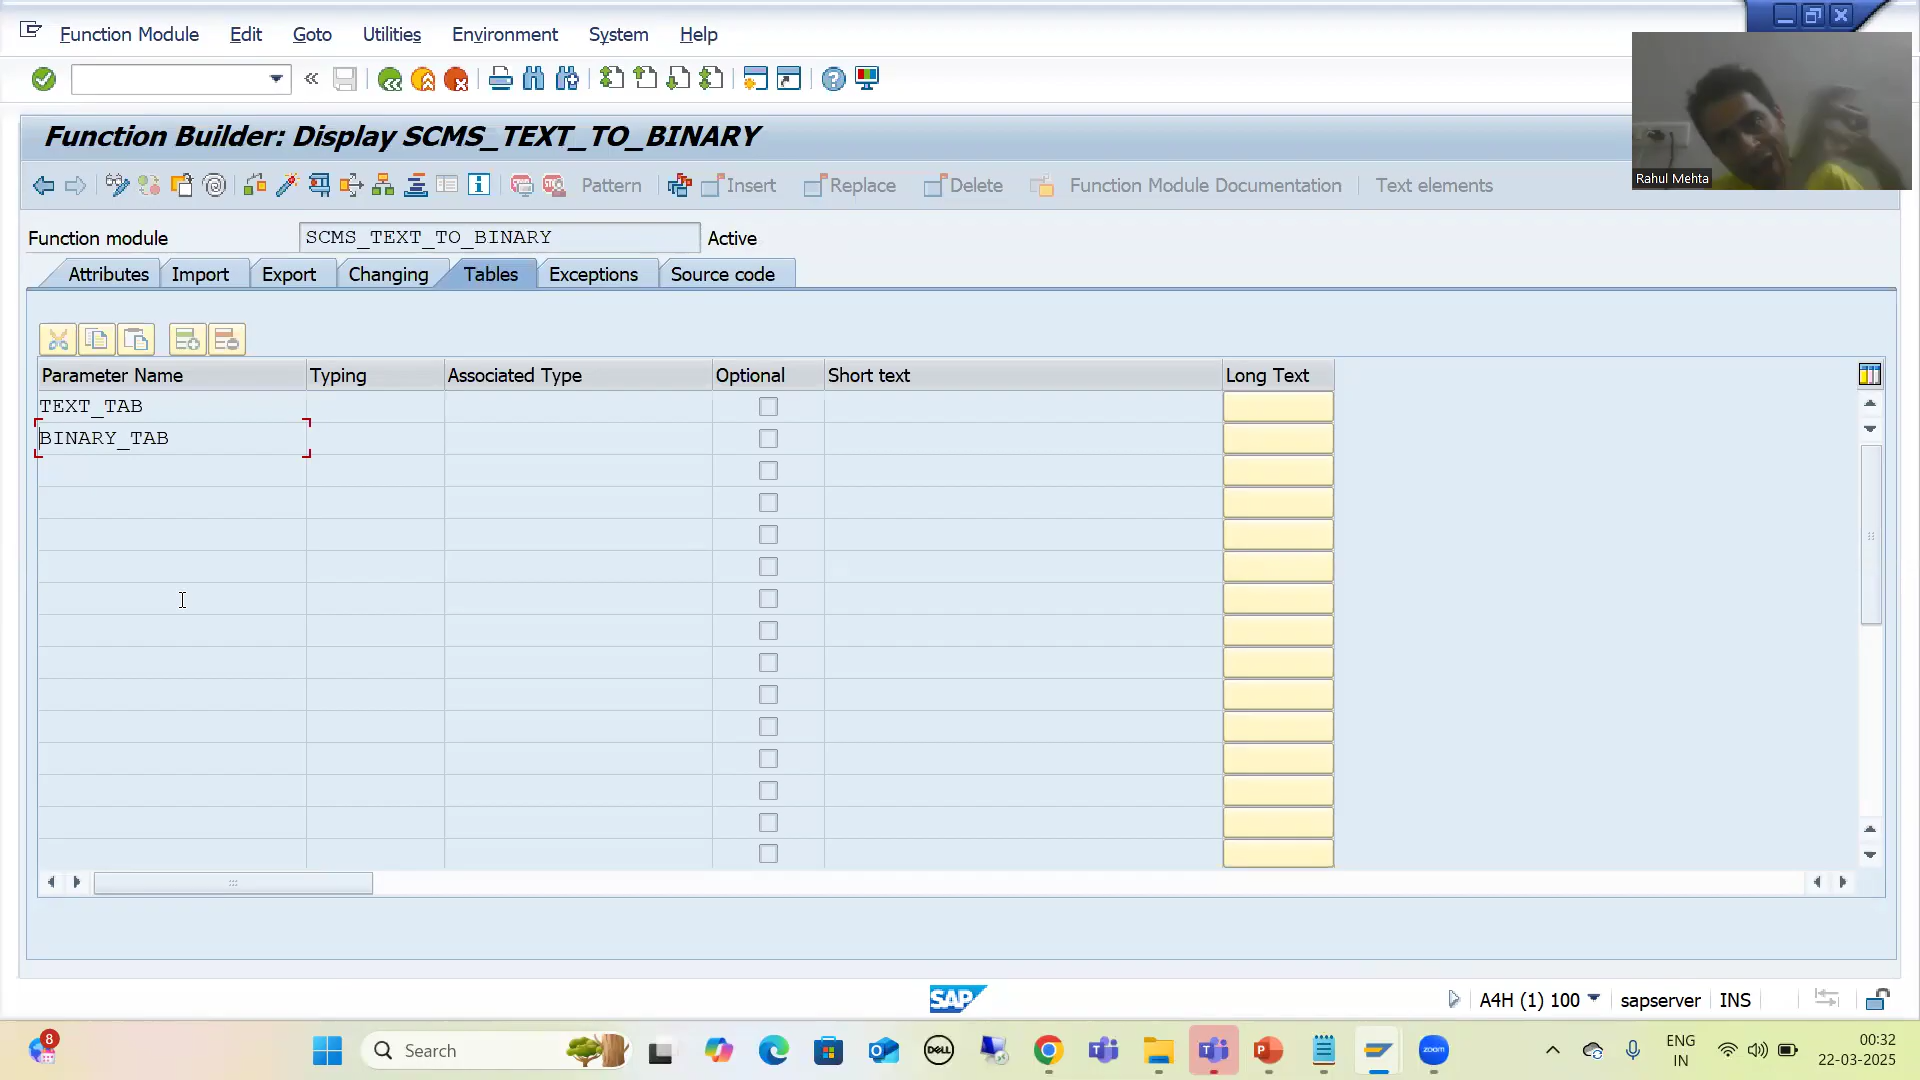 Function Module Edit Goto Utilities Environment System Help
Function Builder: Display SCMS_TEXT_TO_BINARY
Pattern Insert Replace Delete Function Module Documentation Text elements
Rahul Mehta
Function module SCMS_TEXT_TO_BINARY Active
Attributes Import Export Changing Tables Exceptions Source code
Parameter Name Typing Associated Type Optional Short text Long Text
TEXT_TAB
BINARY_TAB
SAP A4H (1) 100 sapserver INS
8 Search DELL zoom ENG IN 00:32 22-03-2025